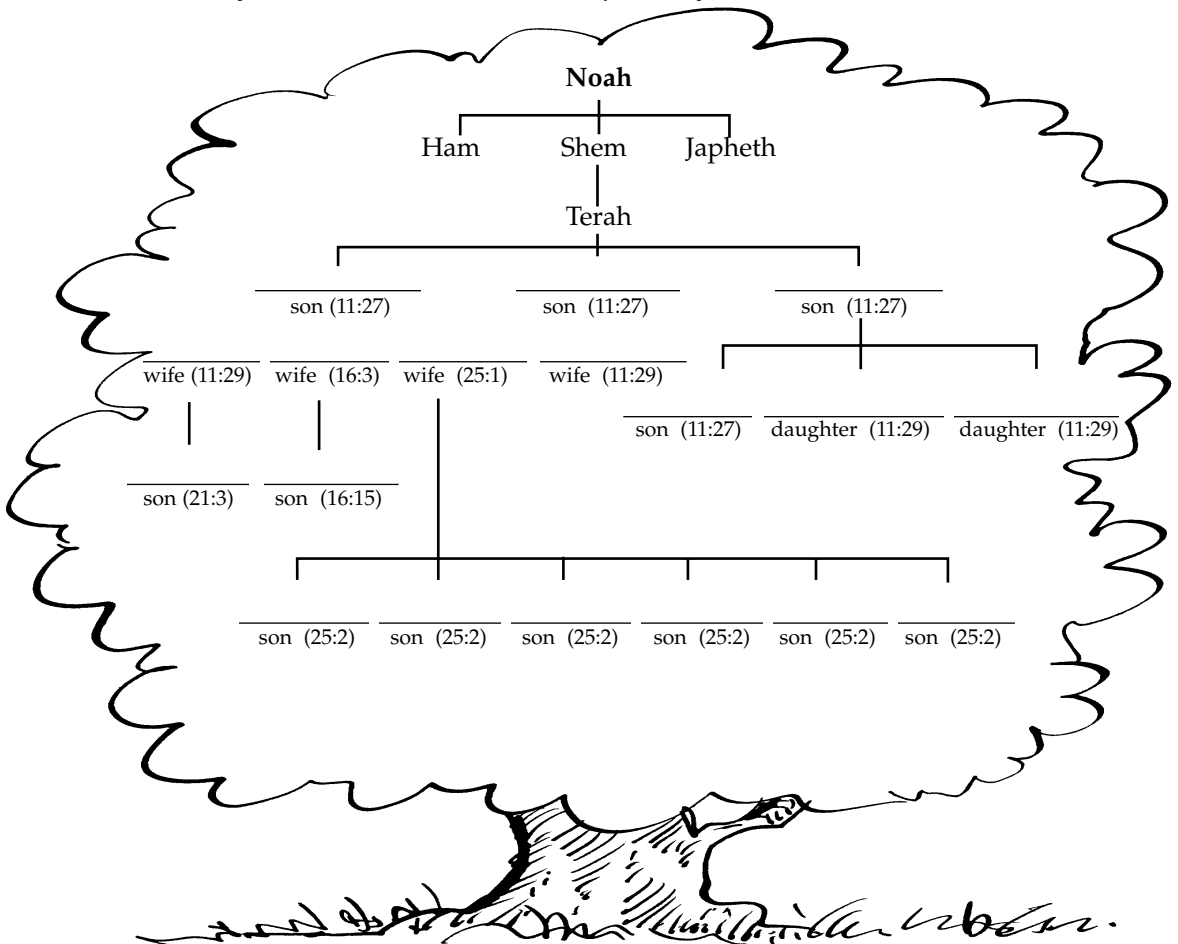 Noah
Ham Shem Japheth
Terah
son (11:27) son (11:27) son (11:27)
wife (11:29) wife (16:3) wife (25:1) wife (11:29)
son (11:27) daughter (11:29) daughter (11:29)
son (21:3) son (16:15)
son (25:2) son (25:2) son (25:2) son (25:2) son (25:2) son (25:2)